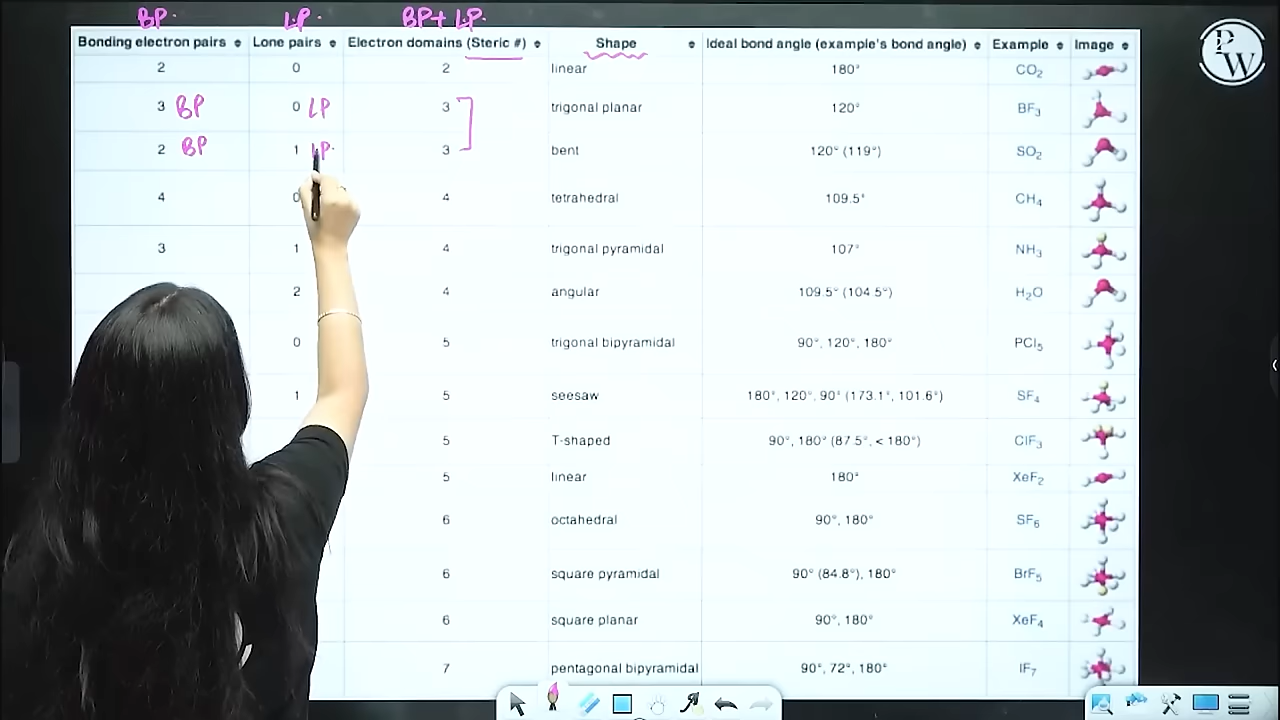 BP. LP. BP+ LP.
Bonding electron pairs Lone pairs Electron domains (Steric #) Shape Ideal bond angle (example's bond angle) Example Image
2 0 2 linear 180° CO2
3 BP 0 LP 3 trigonal planar 120° BF3
2 BP 1 LP. 3 bent 120° (119°) SO2
4 0 4 tetrahedral 109.5° CH4
3 1 4 trigonal pyramidal 107° NH3
2 4 angular 109.5° (104.5°) H2O
0 5 trigonal bipyramidal 90°, 120°, 180° PCl5
1 5 seesaw 180°, 120°, 90° (173.1°, 101.6°) SF4
5 T-shaped 90°, 180° (87.5°, < 180°) ClF3
5 linear 180° XeF2
6 octahedral 90°, 180° SF6
6 square pyramidal 90° (84.8°), 180° BrF5
6 square planar 90°, 180° XeF4
7 pentagonal bipyramidal 90°, 72°, 180° IF7
P
W